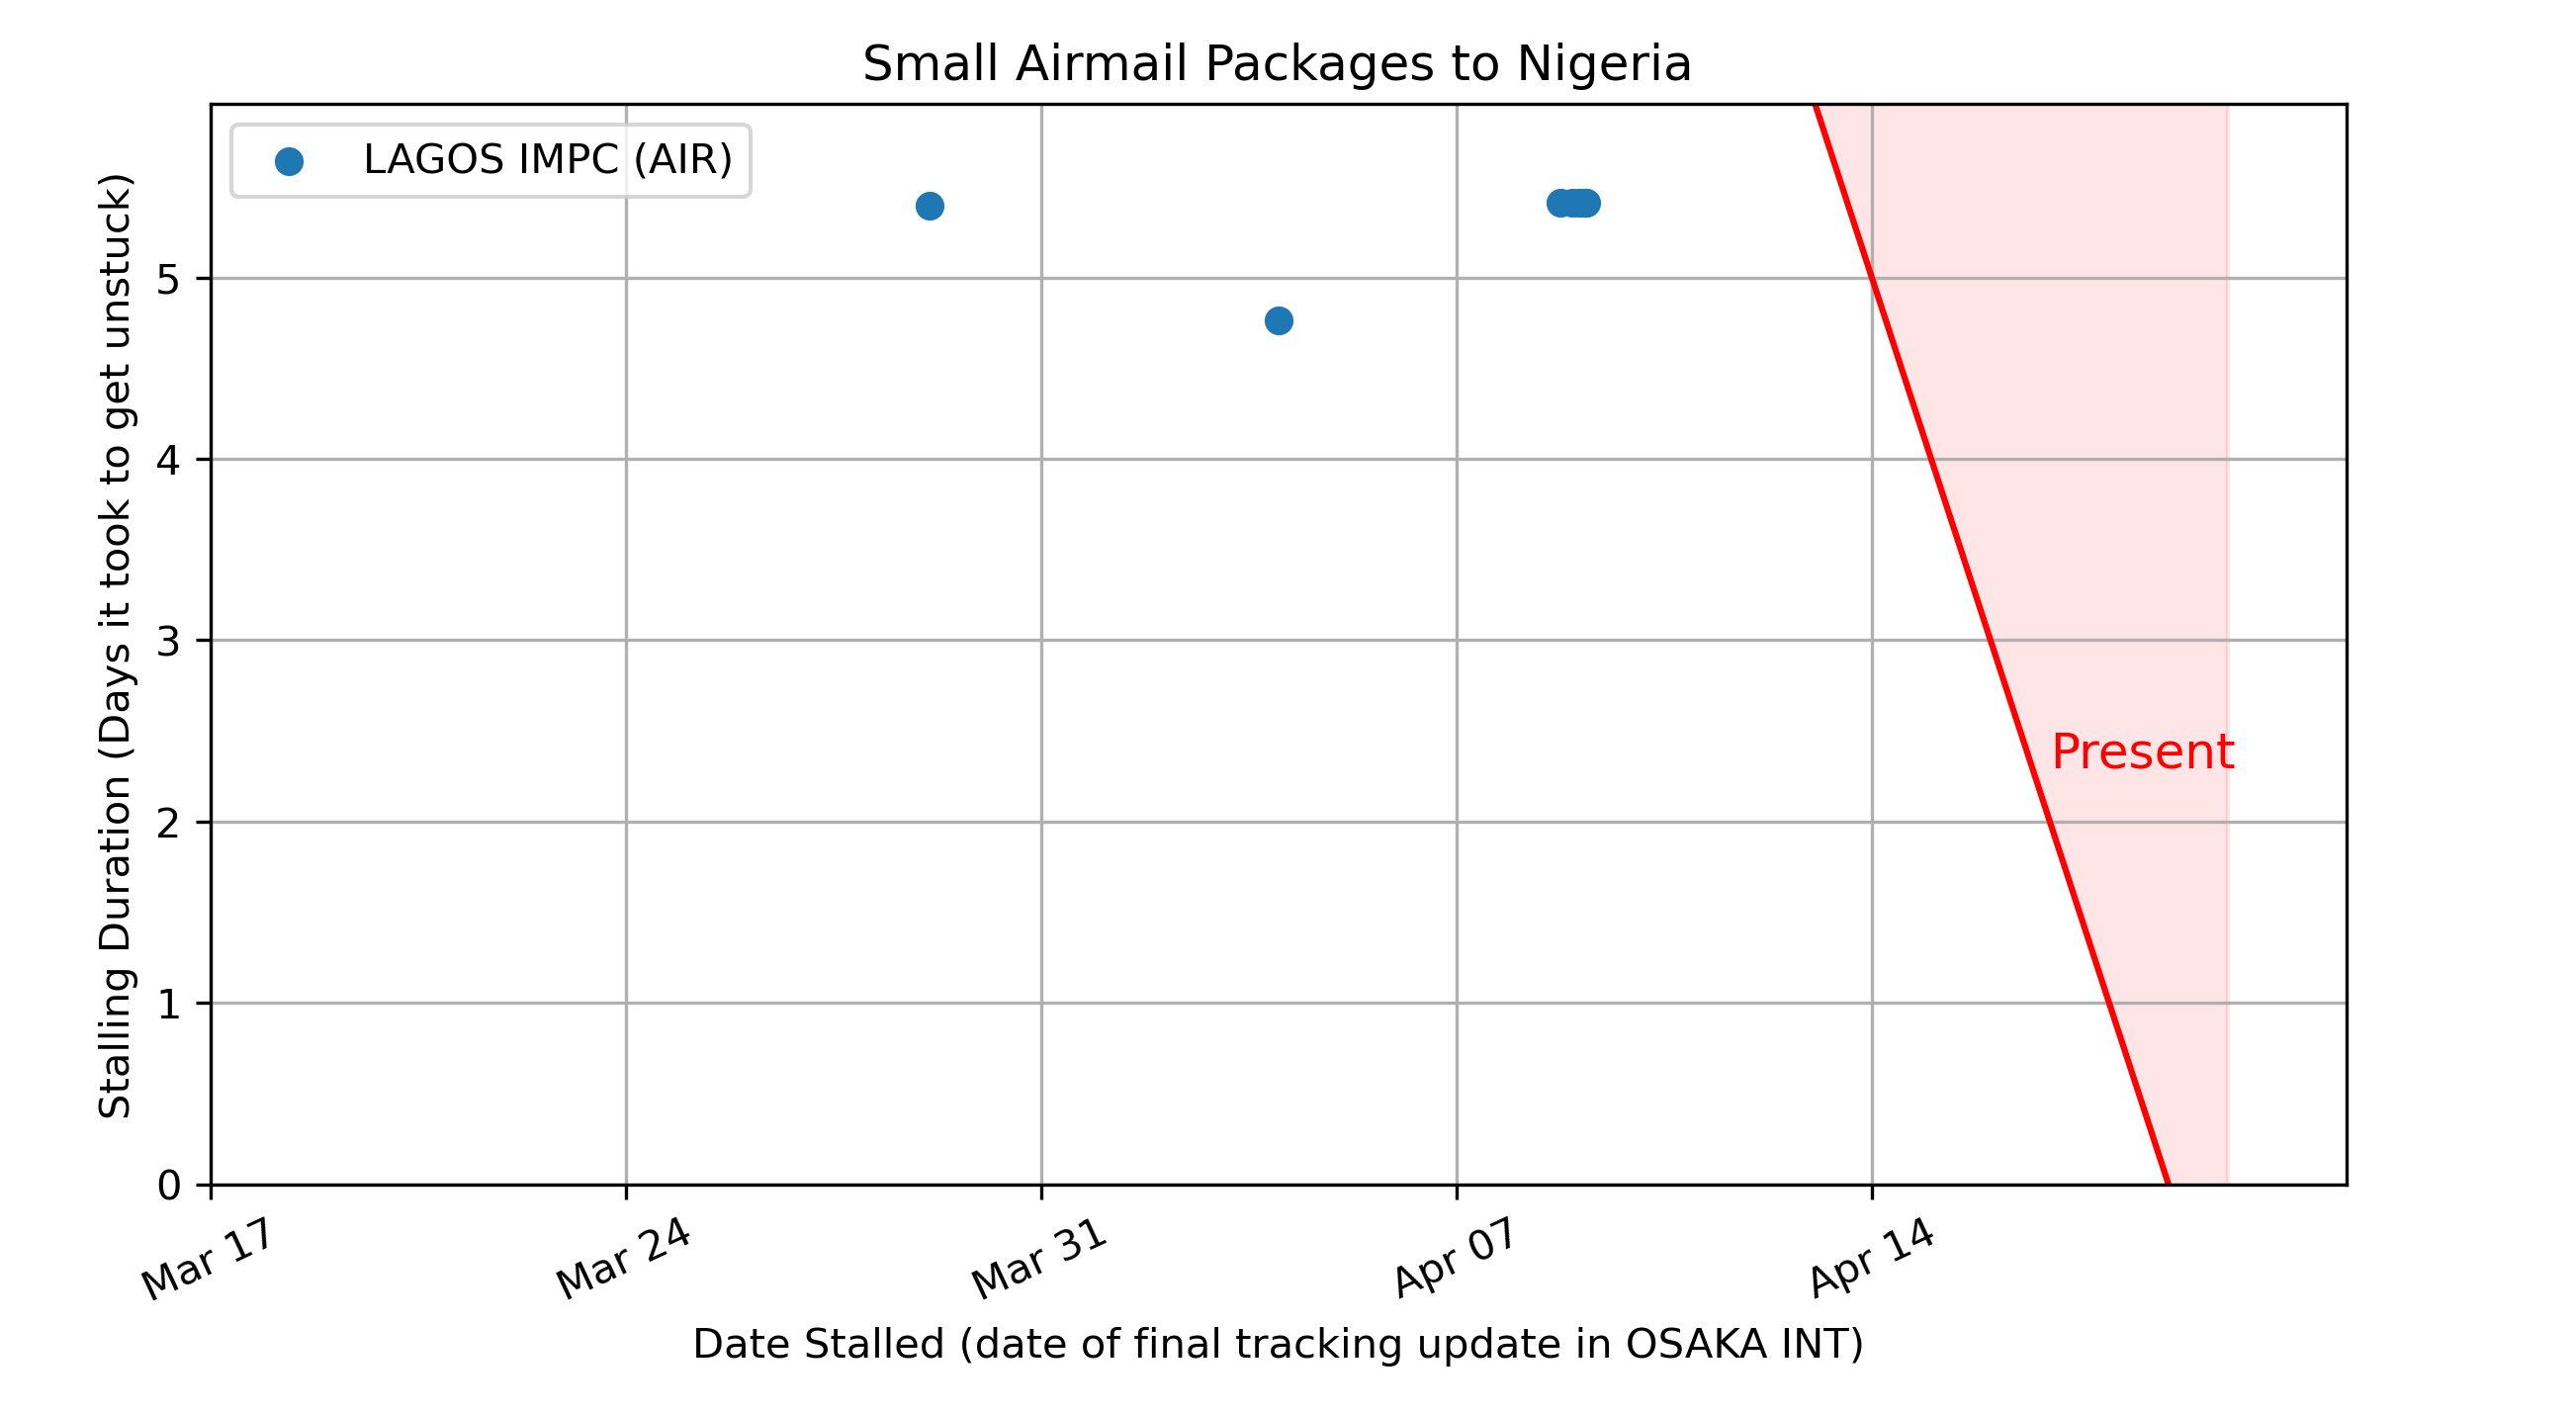 Small Airmail Packages to Nigeria
LAGOS IMPC (AIR)
Stalling Duration (Days it took to get unstuck)
5
4
3
2
1
0
Present
Mar 17
Mar 24
Mar 31
Apr 07
Apr 14
Date Stalled (date of final tracking update in OSAKA INT)